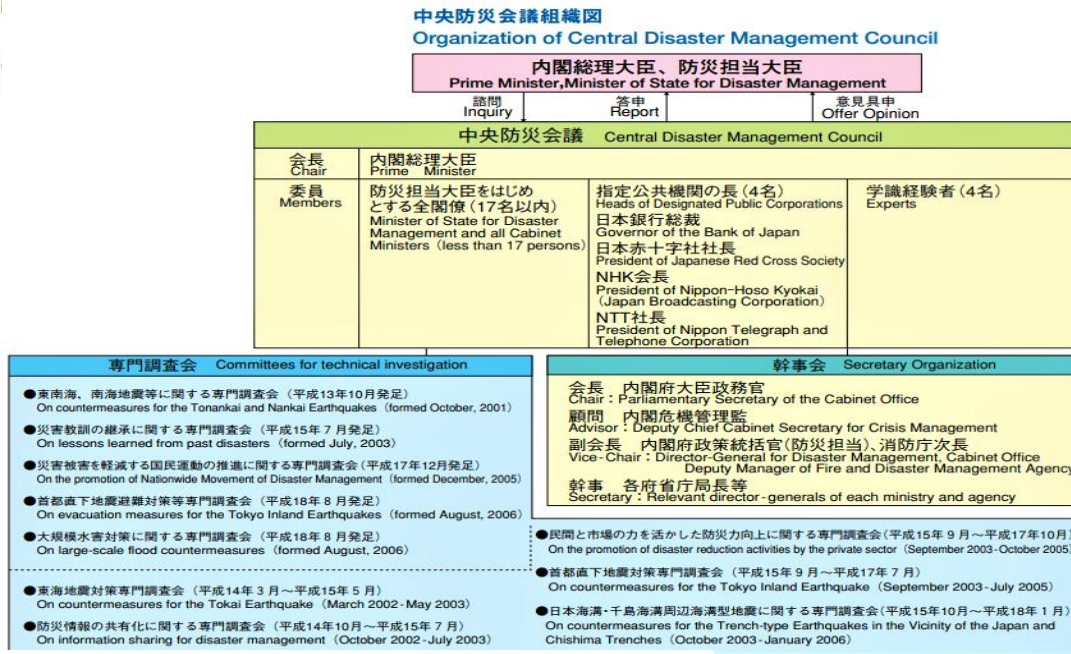 中央防災会議組織図
Organization of Central Disaster Management Council
内閣総理大臣、防災担当大臣
Prime Minister,Minister of State for Disaster Management
諮問
Inquiry
答申
Report
意見具申
Offer Opinion
中央防災会議 Central Disaster Management Council
会長
Chair
内閣総理大臣
Prime Minister
委員
Members
防災担当大臣をはじめ
とする全閣僚（17名以内）
Minister of State for Disaster
Management and all Cabinet
Ministers（less than 17 persons）
指定公共機関の長（4名）
Heads of Designated Public Corporations
日本銀行総裁
Governor of the Bank of Japan
日本赤十字社社長
President of Japanese Red Cross Society
NHK会長
President of Nippon-Hoso Kyokai
（Japan Broadcasting Corporation）
NTT社長
President of Nippon Telegraph and
Telephone Corporation
学識経験者（4名）
Experts
専門調査会 Committees for technical investigation
●東南海、南海地震等に関する専門調査会（平成13年10月発足）
On countermeasures for the Tonankai and Nankai Earthquakes（formed October, 2001）
●災害教訓の継承に関する専門調査会（平成15年７月発足）
On lessons learned from past disasters（formed July, 2003）
●災害被害を軽減する国民運動の推進に関する専門調査会（平成17年12月発足）
On the promotion of Nationwide Movement of Disaster Management（formed December, 2005）
●首都直下地震避難対策等専門調査会（平成18年８月発足）
On evacuation measures for the Tokyo Inland Earthquakes（formed August, 2006）
●大規模水害対策に関する専門調査会（平成18年８月発足）
On large-scale flood countermeasures（formed August, 2006）
●東海地震対策専門調査会（平成14年３月〜平成15年５月）
On countermeasures for the Tokai Earthquake（March 2002-May 2003）
●防災情報の共有化に関する専門調査会（平成14年10月〜平成15年７月）
On information sharing for disaster management（October 2002-July 2003）
幹事会 Secretary Organization
会長 内閣府大臣政務官
Chair：Parliamentary Secretary of the Cabinet Office
顧問 内閣危機管理監
Advisor：Deputy Chief Cabinet Secretary for Crisis Management
副会長 内閣府政策統括官（防災担当）、消防庁次長
Vice-Chair：Director-General for Disaster Management, Cabinet Office
Deputy Manager of Fire and Disaster Management Agency
幹事 各府省庁局長等
Secretary：Relevant director-generals of each ministry and agency
●民間と市場の力を活かした防災力向上に関する専門調査会（平成15年９月〜平成17年10月）
On the promotion of disaster reduction activities by the private sector（September 2003-October 2005）
●首都直下地震対策専門調査会（平成15年９月〜平成17年７月）
On countermeasures for the Tokyo Inland Earthquake（September 2003-July 2005）
●日本海溝・千島海溝周辺海溝型地震に関する専門調査会（平成15年10月〜平成18年１月）
On countermeasures for the Trench-type Earthquakes in the Vicinity of the Japan and
Chishima Trenches（October 2003-January 2006）